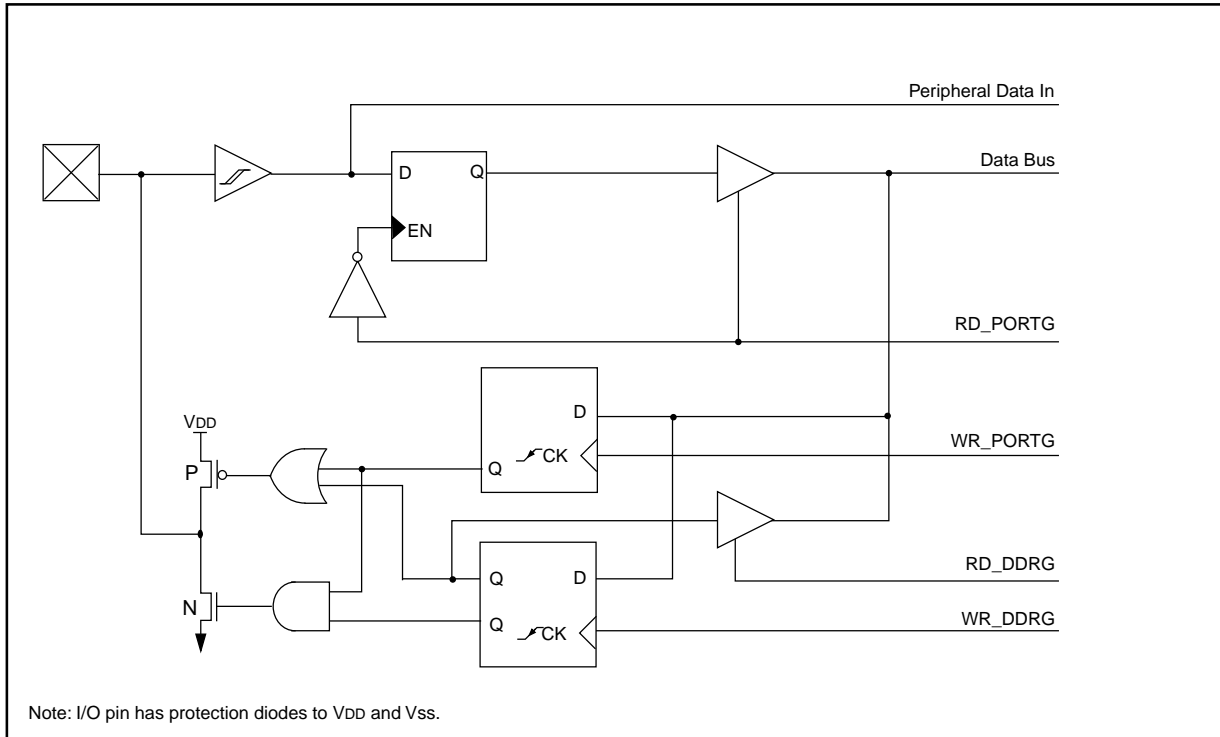 Peripheral Data In
Data Bus
D
Q
EN
RD_PORTG
D
VDD
WR_PORTG
P
Q
CK
RD_DDRG
Q
D
N
WR_DDRG
Q
CK
Note: I/O pin has protection diodes to VDD and Vss.